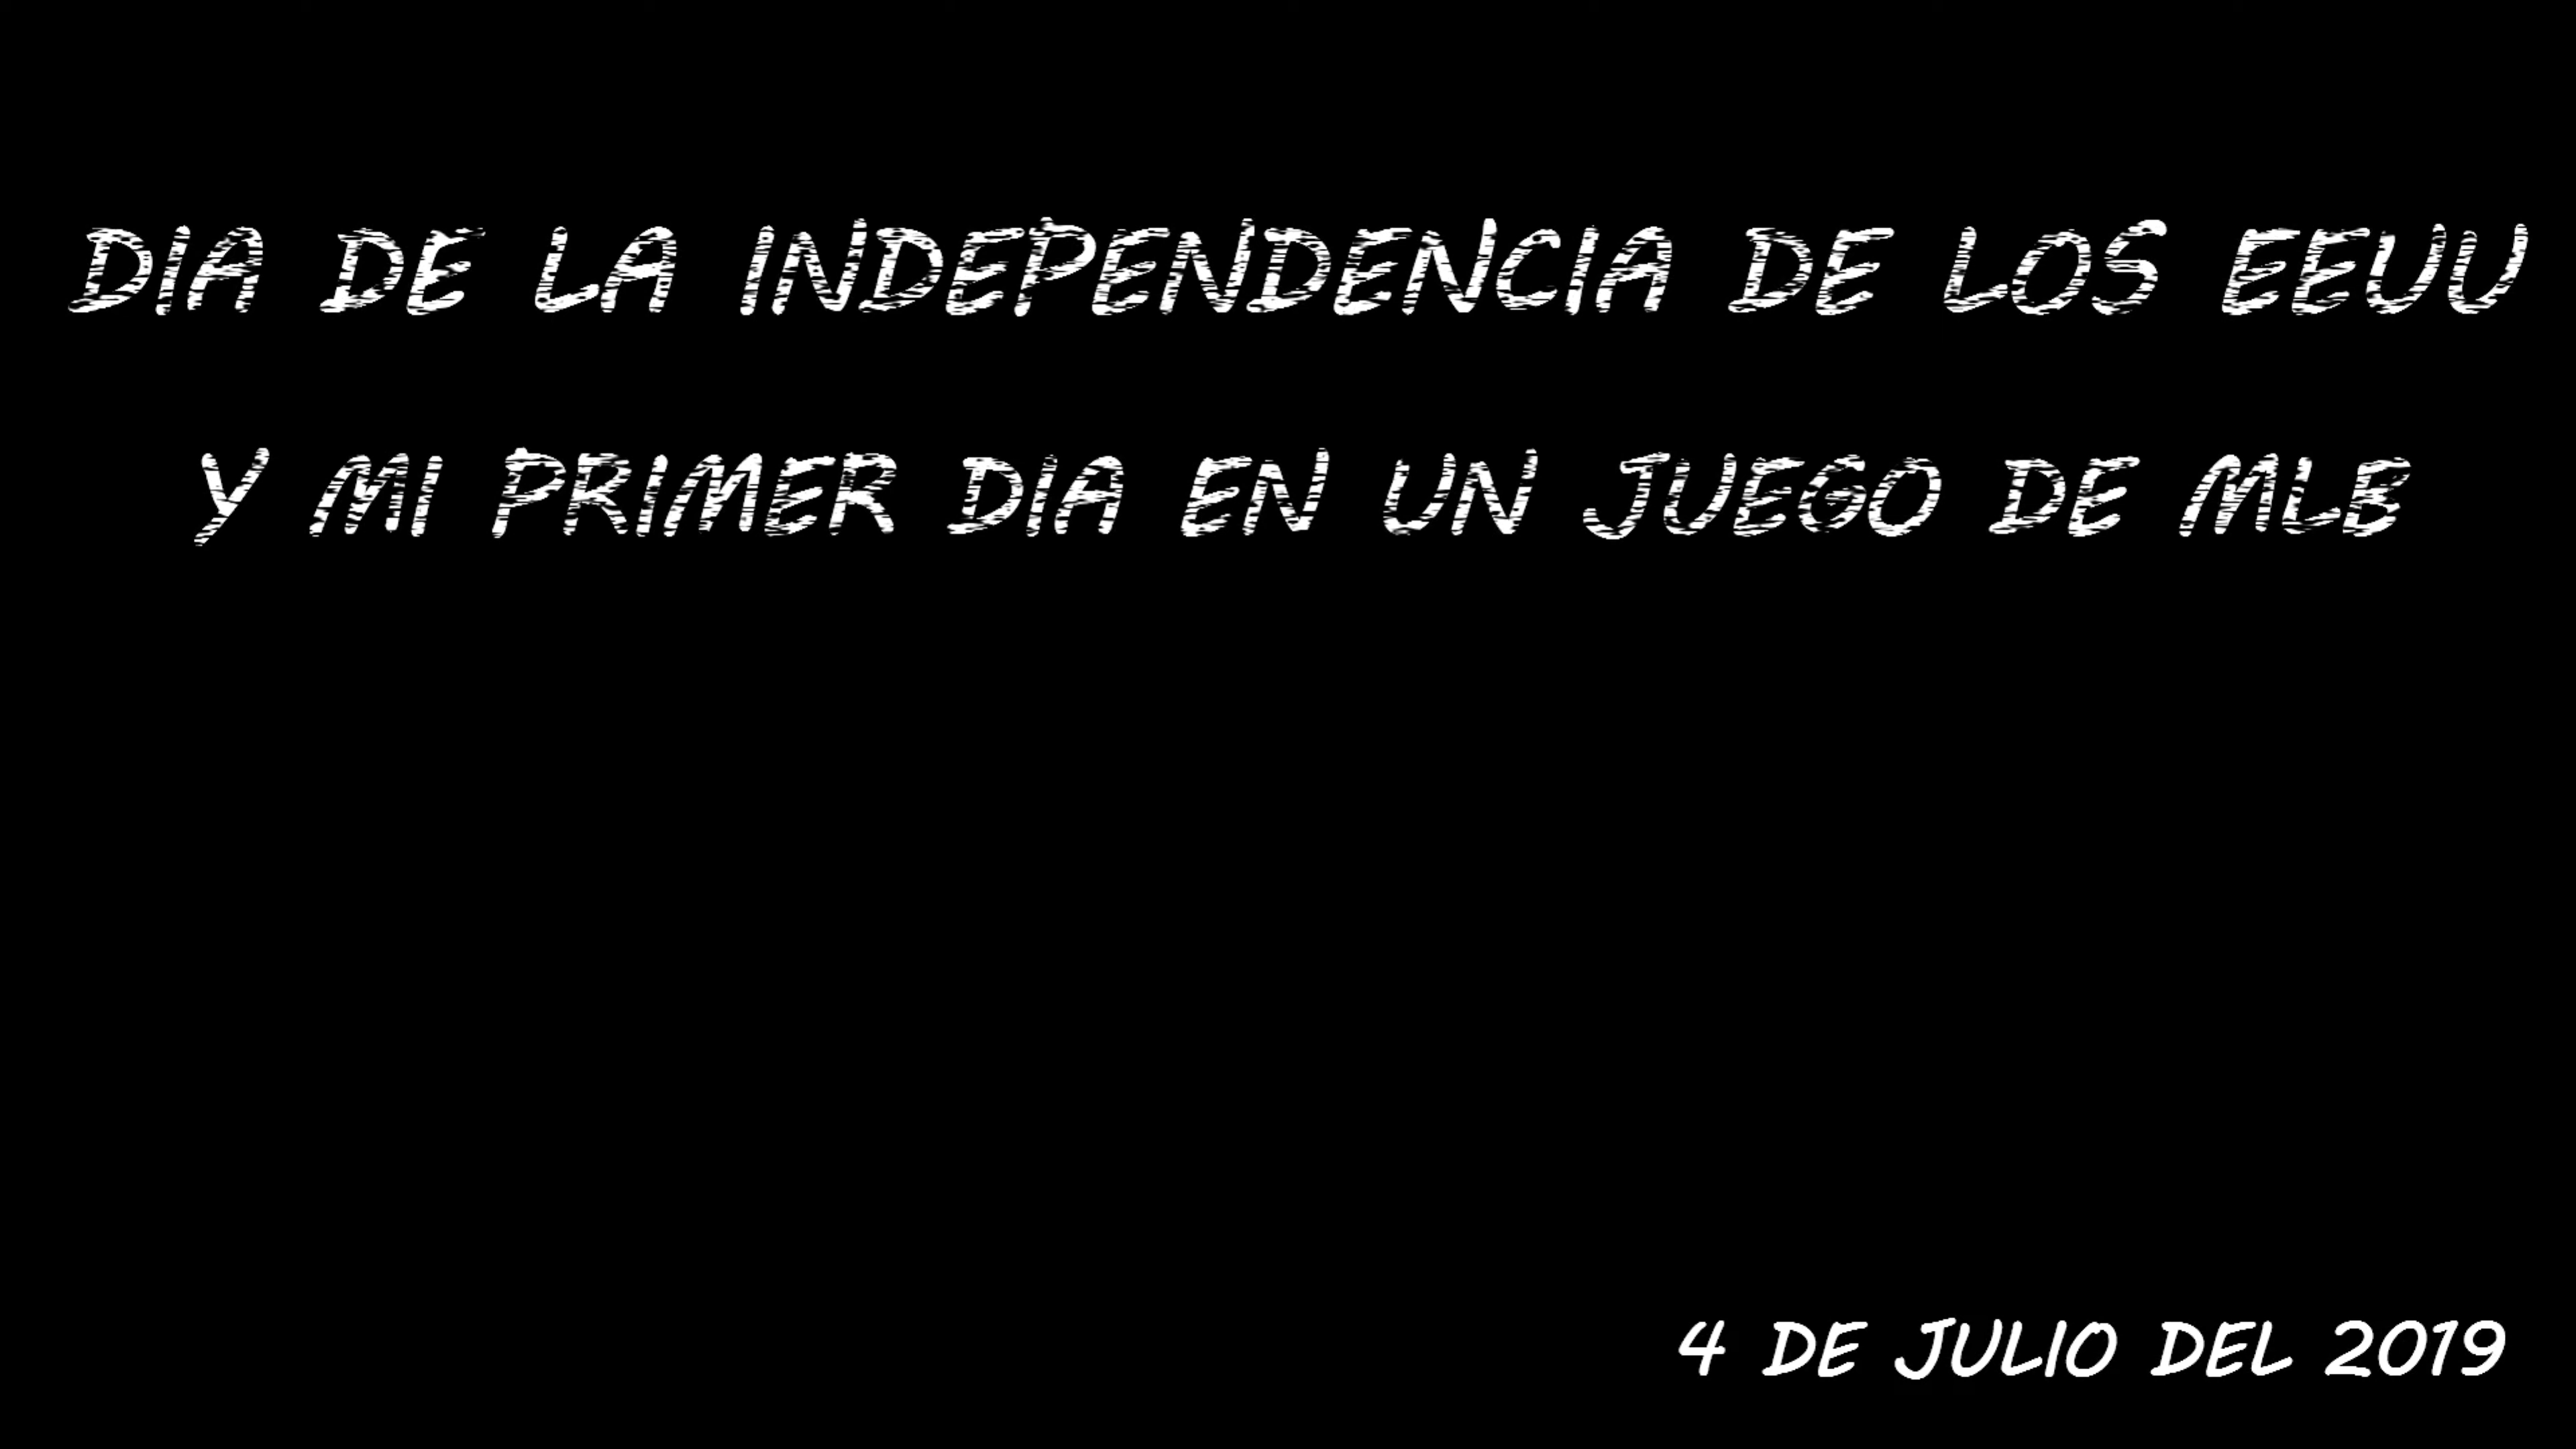 DIA DE LA INDEPENDENCIA DE LOS EEUU
Y MI PRIMER DIA EN UN JUEGO DE MLB
4 DE JULIO DEL 2019